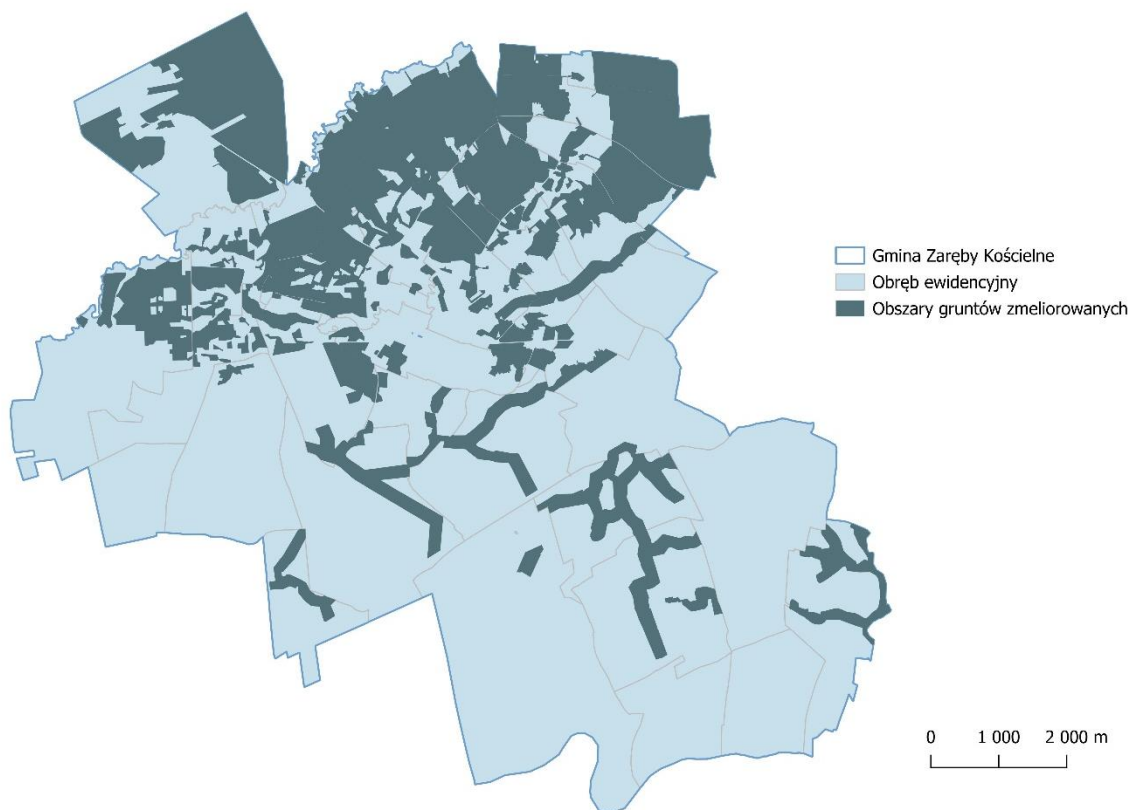 Gmina Zaręby Kościelne
Obręb ewidencyjny
Obszary gruntów zmeliorowanych
0 1 000 2 000 m